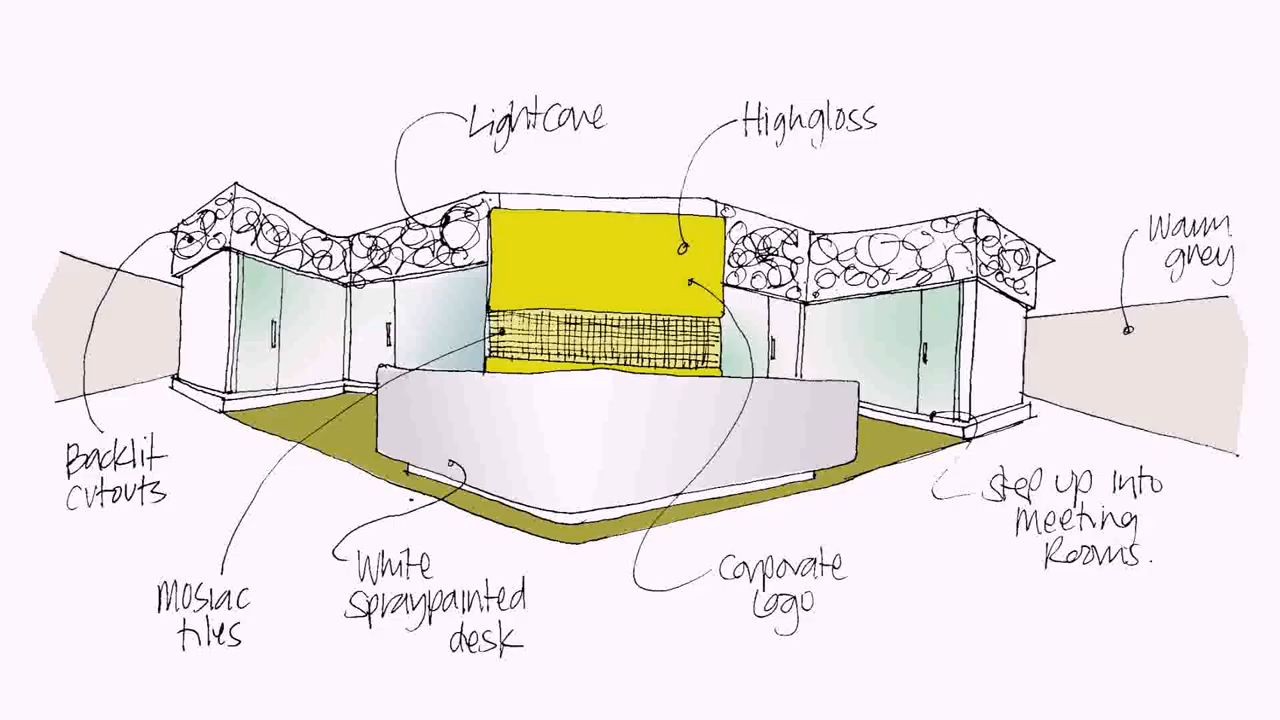 Lightcove
Highgloss
Warm
grey
Backlit
cutouts
Step up into
Meeting
Rooms.
White
spraypainted
desk
Corporate
Logo
Mosiac
tiles